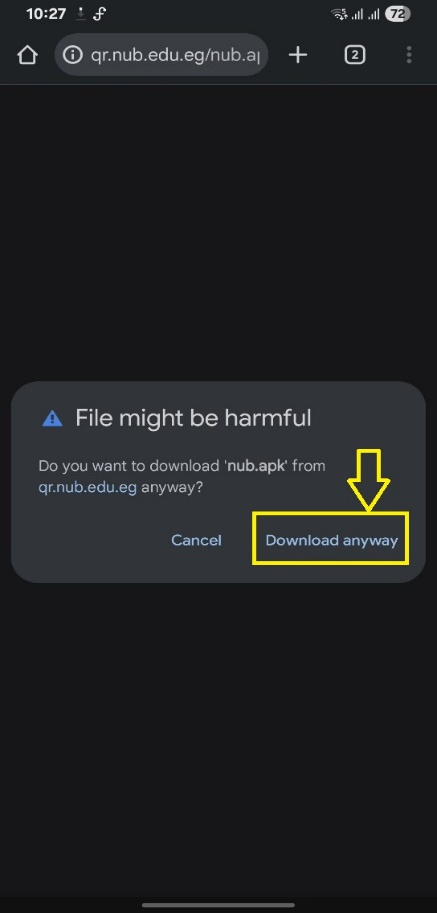 10:27
72
qr.nub.edu.eg/nub.a
2
File might be harmful
Do you want to download 'nub.apk' from
qr.nub.edu.eg anyway?
Cancel
Download anyway